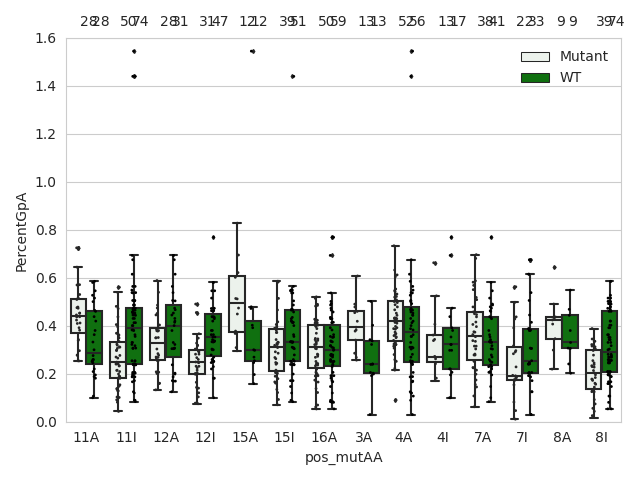 28 28 50 74 28 31 31 47 12 12 39 51 50 59 13 13 52 56 13 17 38 41 22 33 9 9 39 74
1.6
1.4
1.2
1.0
0.8
0.6
0.4
0.2
0.0
PercentGpA
Mutant
WT
11A 11I 12A 12I 15A 15I 16A 3A 4A 4I 7A 7I 8A 8I
pos_mutAA